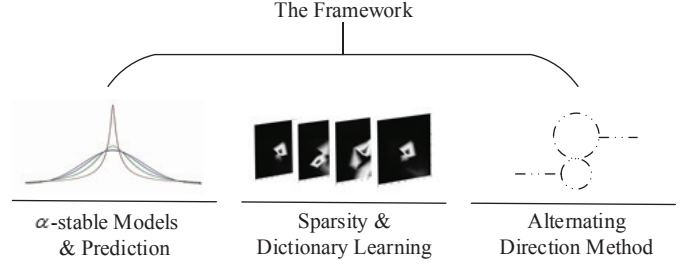 The Framework
α-stable Models
& Prediction
Sparsity &
Dictionary Learning
Alternating
Direction Method